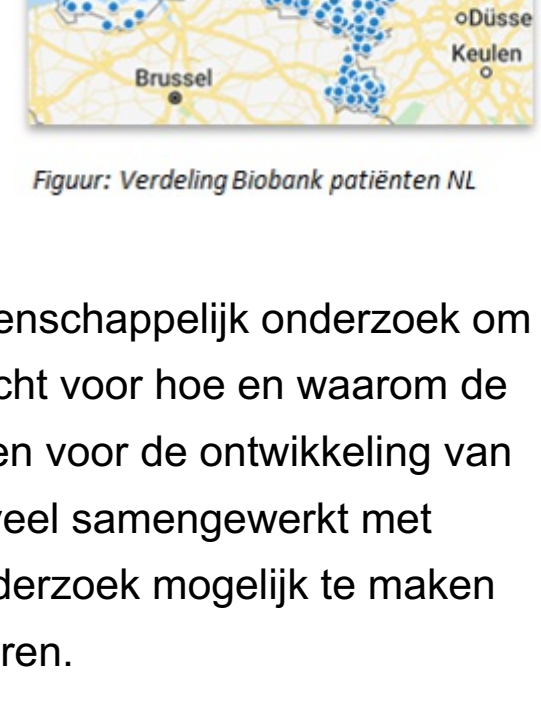 Düsse
Keulen
Brussel
Figuur: Verdeling Biobank patiënten NL
enschappelijk onderzoek om
cht voor hoe en waarom de
en voor de ontwikkeling van
veel samengewerkt met
derzoek mogelijk te maken
ren.